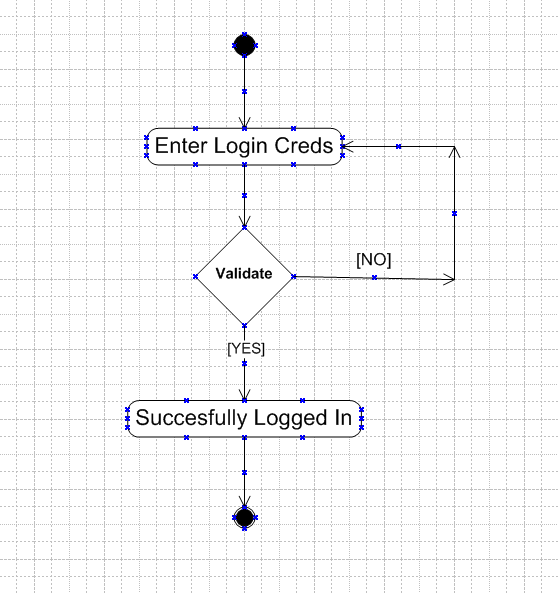 Enter Login Creds
Validate
[NO]
[YES]
Succesfully Logged In